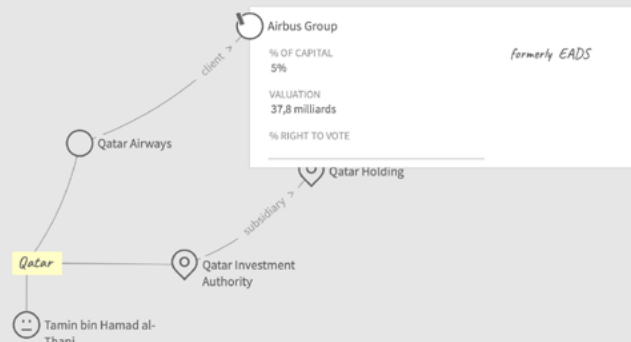 Airbus Group
% OF CAPITAL
5%
formerly EADS
VALUATION
37,8 milliards
% RIGHT TO VOTE
client >
Qatar Airways
Qatar Holding
subsidiary >
Qatar
Qatar Investment
Authority
Tamin bin Hamad al-
Thani